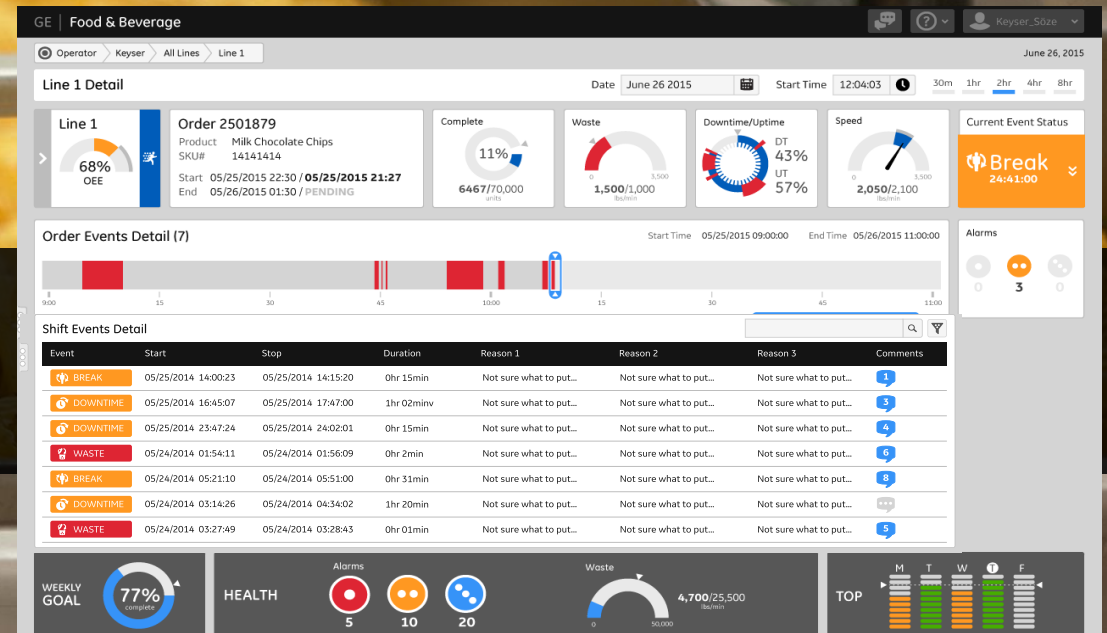 GE | Food & Beverage
? Keyser_Söze
Operator Keyser All Lines Line 1
June 26, 2015
Line 1 Detail
Date June 26 2015
Start Time 12:04:03
30m 1hr 2hr 4hr 8hr
Line 1
68%
OEE
Order 2501879
Product Milk Chocolate Chips
SKU# 14141414
Start 05/25/2015 22:30 / 05/25/2015 21:27
End 05/26/2015 01:30 / PENDING
Complete
11%
6467/70,000
units
Waste
0 3,500
1,500/1,000
lbs/min
Downtime/Uptime
DT
43%
UT
57%
Speed
0 3,500
2,050/2,100
lbs/min
Current Event Status
Break
24:41:00
Order Events Detail (7)
Start Time 05/25/2015 09:00:00 End Time 05/26/2015 11:00:00
9:00 15 30 45 10:00 15 30 45 11:00
Alarms
0 3 0
Shift Events Detail
Event Start Stop Duration Reason 1 Reason 2 Reason 3 Comments
BREAK 05/25/2014 14:00:23 05/25/2014 14:15:20 0hr 15min Not sure what to put... Not sure what to put... Not sure what to put... 1
DOWNTIME 05/25/2014 16:45:07 05/25/2014 17:47:00 1hr 02minv Not sure what to put... Not sure what to put... Not sure what to put... 3
DOWNTIME 05/25/2014 23:47:24 05/25/2014 24:02:01 0hr 15min Not sure what to put... Not sure what to put... Not sure what to put... 4
WASTE 05/24/2014 01:54:11 05/24/2014 01:56:09 0hr 2min Not sure what to put... Not sure what to put... Not sure what to put... 6
BREAK 05/24/2014 05:21:10 05/24/2014 05:51:00 0hr 31min Not sure what to put... Not sure what to put... Not sure what to put... 8
DOWNTIME 05/24/2014 03:14:26 05/24/2014 04:34:02 1hr 20min Not sure what to put... Not sure what to put... Not sure what to put...
WASTE 05/24/2014 03:27:49 05/24/2014 03:28:43 0hr 01min Not sure what to put... Not sure what to put... Not sure what to put... 5
WEEKLY
GOAL
77%
complete
HEALTH
Alarms
5 10 20
Waste
0 50,000
4,700/25,500
lbs/min
TOP
M T W T F